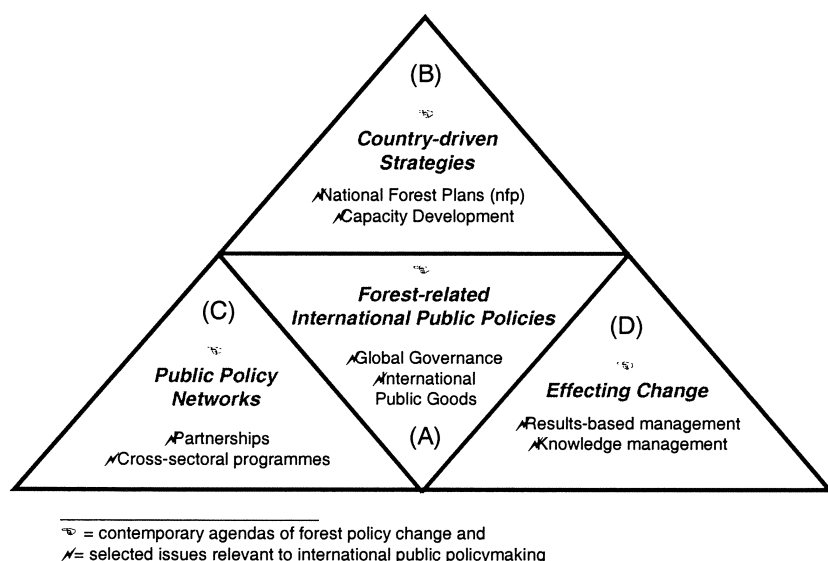 (B)
☜
Country-driven
Strategies
National Forest Plans (nfp)
Capacity Development
☜
Forest-related
International Public Policies
Global Governance
International
Public Goods
(A)
(C)
☜
Public Policy
Networks
Partnerships
Cross-sectoral programmes
(D)
☜
Effecting Change
Results-based management
Knowledge management
☜ = contemporary agendas of forest policy change and
= selected issues relevant to international public policymaking